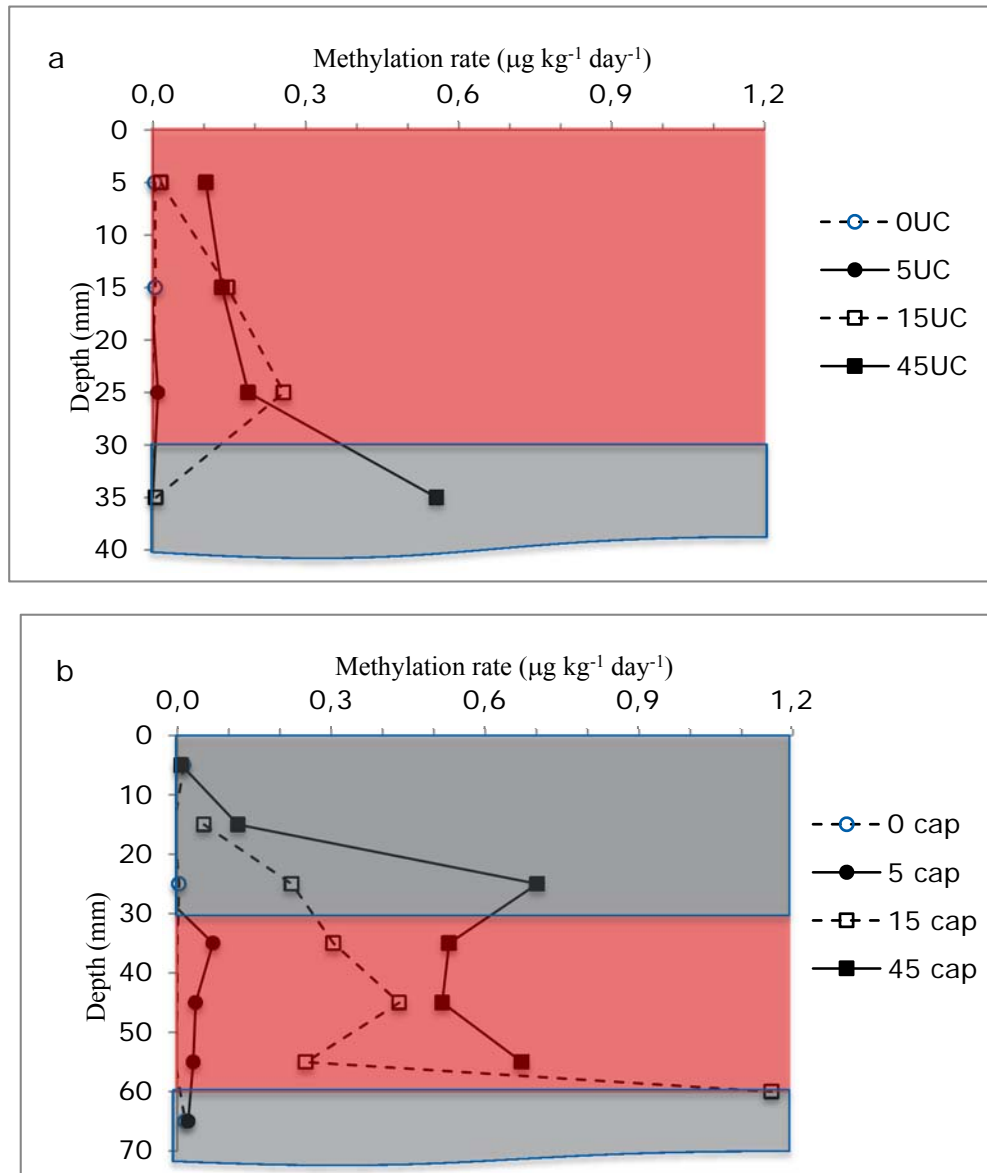 a
Methylation rate (μg kg-1 day-1)
0,0 0,3 0,6 0,9 1,2
Depth (mm)
0
5
10
15
20
25
30
35
40
0UC
5UC
15UC
45UC
b
Methylation rate (μg kg-1 day-1)
0,0 0,3 0,6 0,9 1,2
Depth (mm)
0
10
20
30
40
50
60
70
0 cap
5 cap
15 cap
45 cap